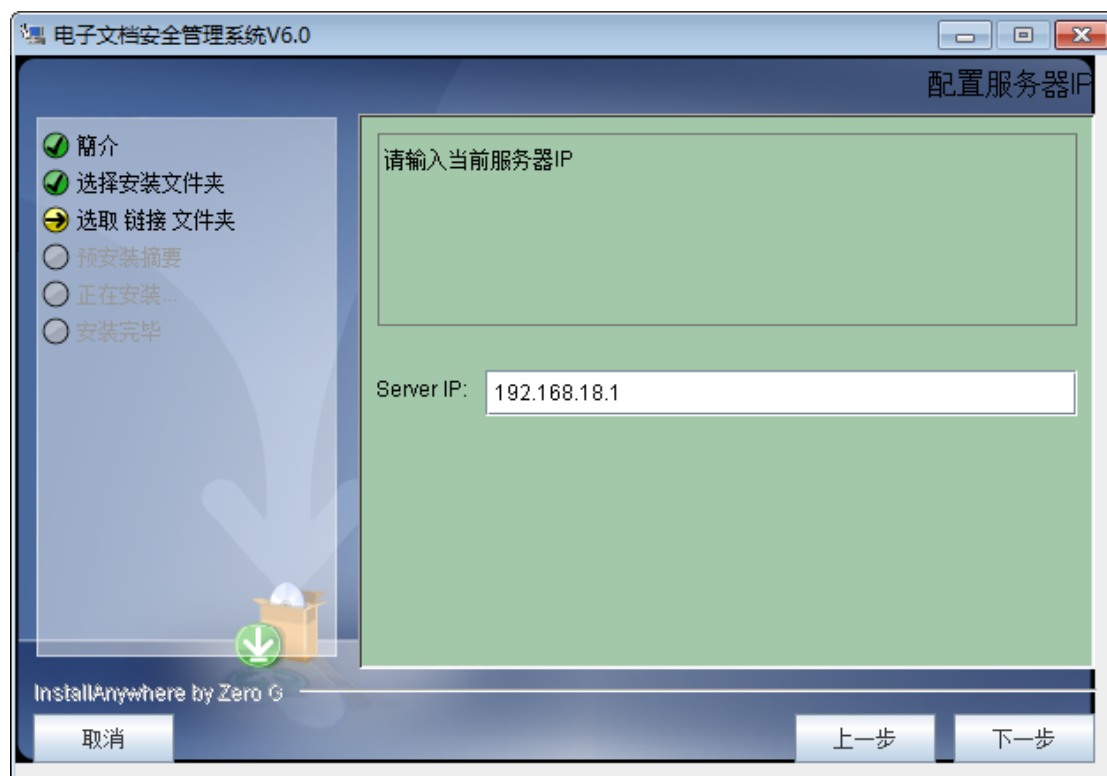 电子文档安全管理系统V6.0
配置服务器IP
簡介
选择安装文件夹
选取 链接 文件夹
预安装摘要
正在安装...
安装完毕
请输入当前服务器IP
Server IP:
192.168.18.1
InstallAnywhere by Zero G
取消
上一步
下一步